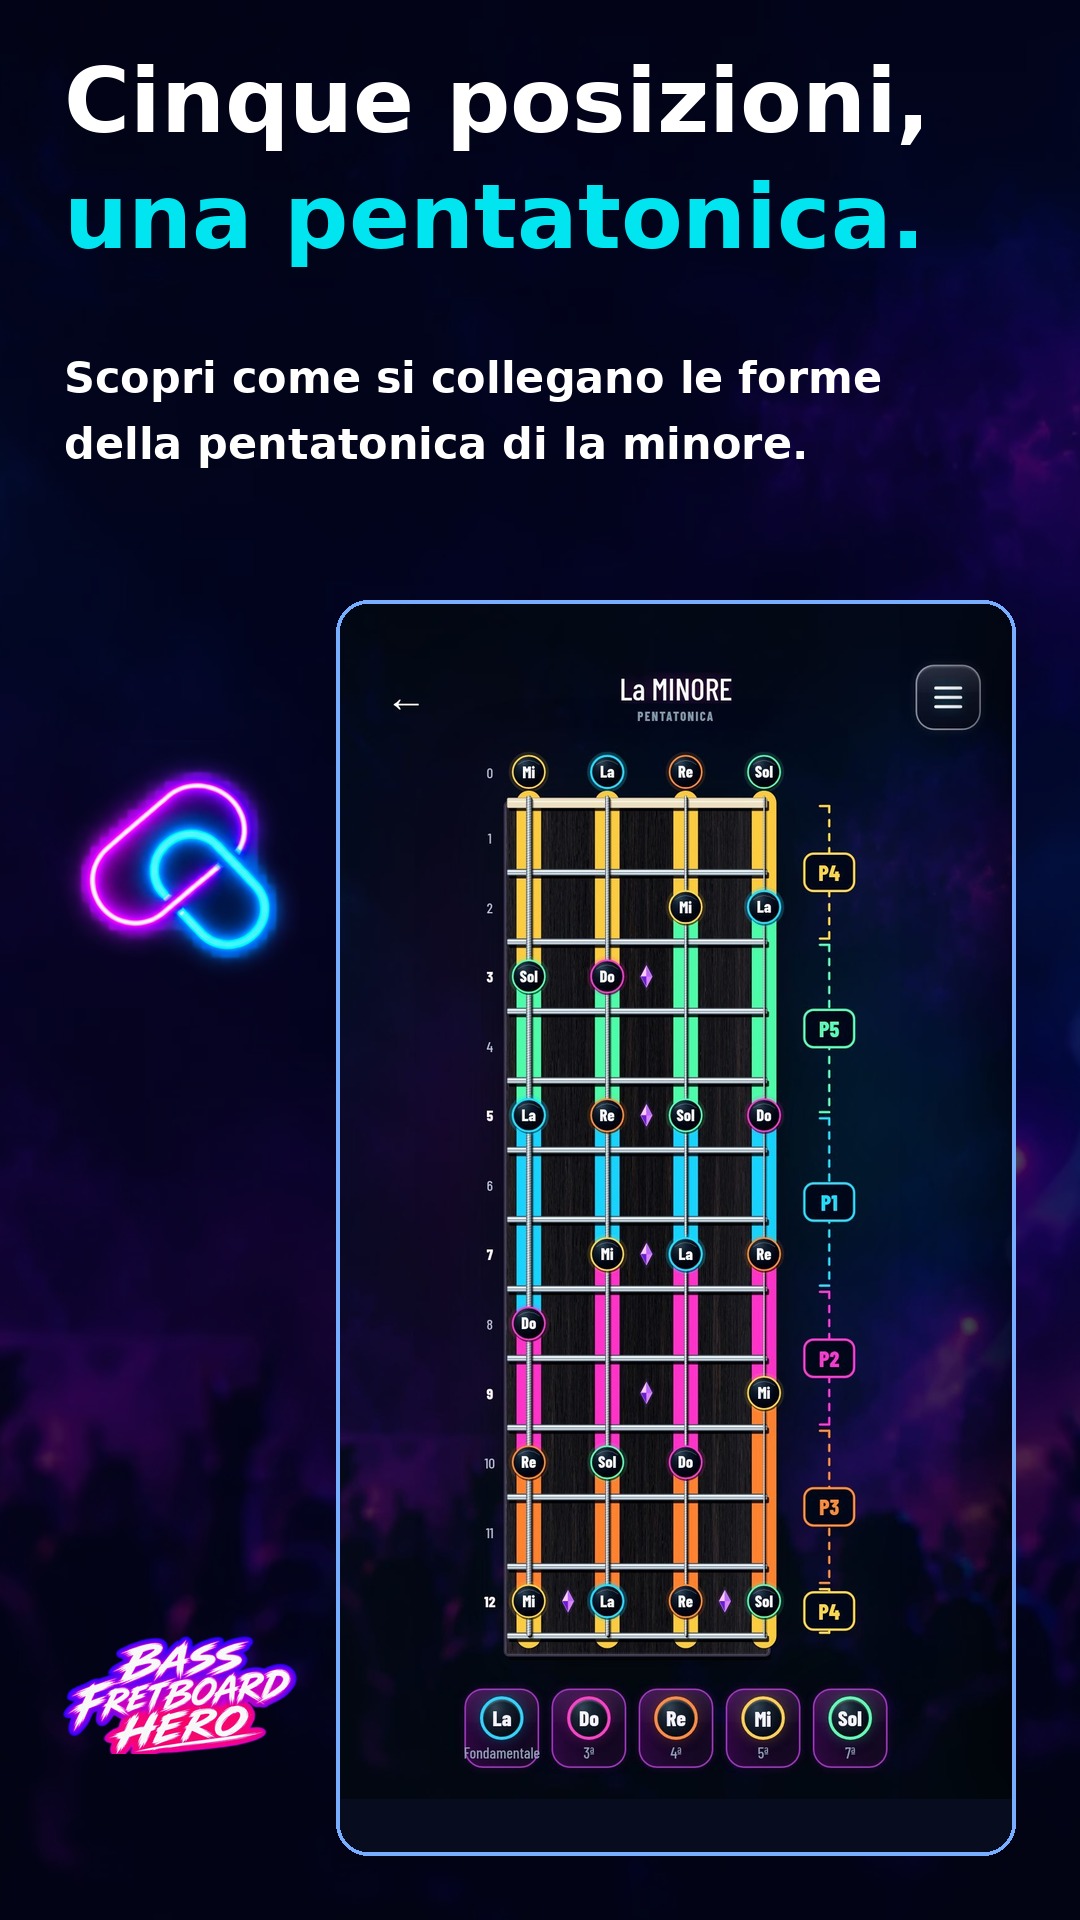 Cinque posizioni,
una pentatonica.
Scopri come si collegano le forme
della pentatonica di la minore.
←
La MINORE
PENTATONICA
0 Mi La Re Sol
1
P4
2 Mi La
3 Sol Do
P5
4
5 La Re Sol Do
6
P1
7 Mi La Re
8 Do
P2
9 Mi
10 Re Sol Do
P3
11
12 Mi La Re Sol P4
BASS
FRETBOARD
HERO
La Do Re Mi Sol
Fondamentale 3ª 4ª 5ª 7ª